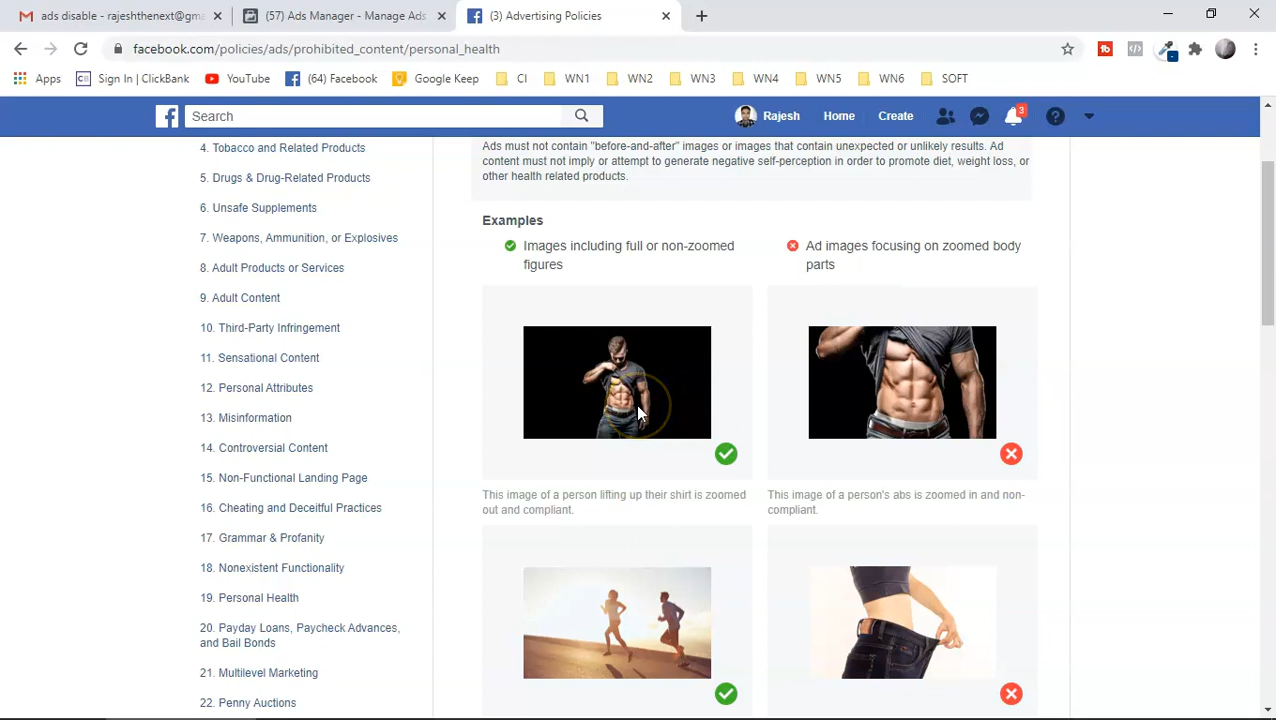 ads disable - rajeshthenext@gma
(57) Ads Manager - Manage Ads
(3) Advertising Policies
facebook.com/policies/ads/prohibited_content/personal_health
Apps
CB Sign In | ClickBank
YouTube
(64) Facebook
Google Keep
CI
WN1
WN2
WN3
WN4
WN5
WN6
SOFT
Search
Rajesh
Home
Create
3
4. Tobacco and Related Products
5. Drugs & Drug-Related Products
6. Unsafe Supplements
7. Weapons, Ammunition, or Explosives
8. Adult Products or Services
9. Adult Content
10. Third-Party Infringement
11. Sensational Content
12. Personal Attributes
13. Misinformation
14. Controversial Content
15. Non-Functional Landing Page
16. Cheating and Deceitful Practices
17. Grammar & Profanity
18. Nonexistent Functionality
19. Personal Health
20. Payday Loans, Paycheck Advances,
and Bail Bonds
21. Multilevel Marketing
22. Penny Auctions
Ads must not contain "before-and-after" images or images that contain unexpected or unlikely results. Ad
content must not imply or attempt to generate negative self-perception in order to promote diet, weight loss, or
other health related products.
Examples
Images including full or non-zoomed
figures
Ad images focusing on zoomed body
parts
This image of a person lifting up their shirt is zoomed
out and compliant.
This image of a person's abs is zoomed in and non-
compliant.